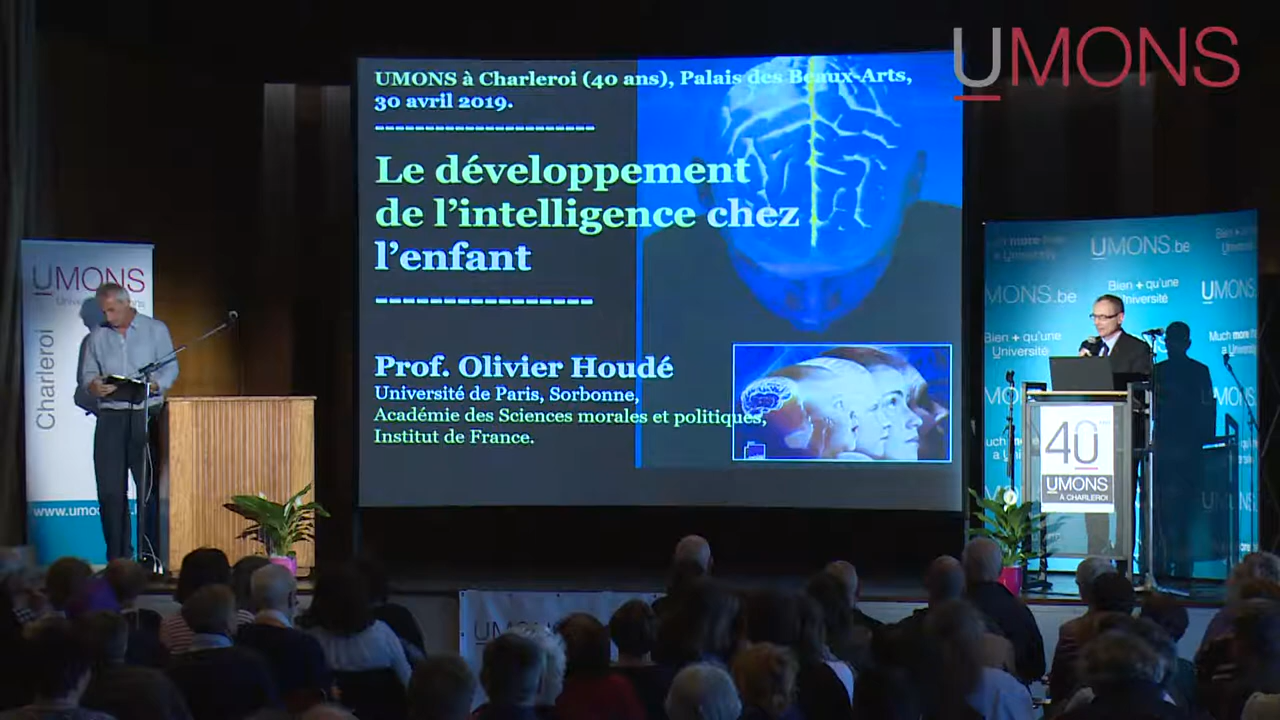 UMONS
UMONS à Charleroi (40 ans), Palais des Beaux-Arts,
30 avril 2019.
Le développement
de l'intelligence chez
l'enfant
Prof. Olivier Houdé
Université de Paris, Sorbonne,
Académie des Sciences morales et politiques,
Institut de France.
UMONS
Charleroi
www.umo
UMONS.be
Bien + qu'une
Université
MONS.be
Bien + qu'une
Université
UMONS
Much more
a University
40
UMONS
À CHARLEROI
UMONS